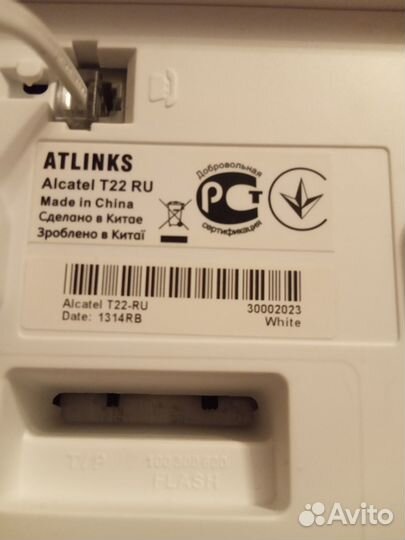 ATLINKS
Alcatel T22 RU
Made in China
Сделано в Китае
Зроблено в Китаї
Добровольная
РСТ
сертификация
Alcatel T22-RU
30002023
Date: 1314RB
White
T/P
FLASH
Avito